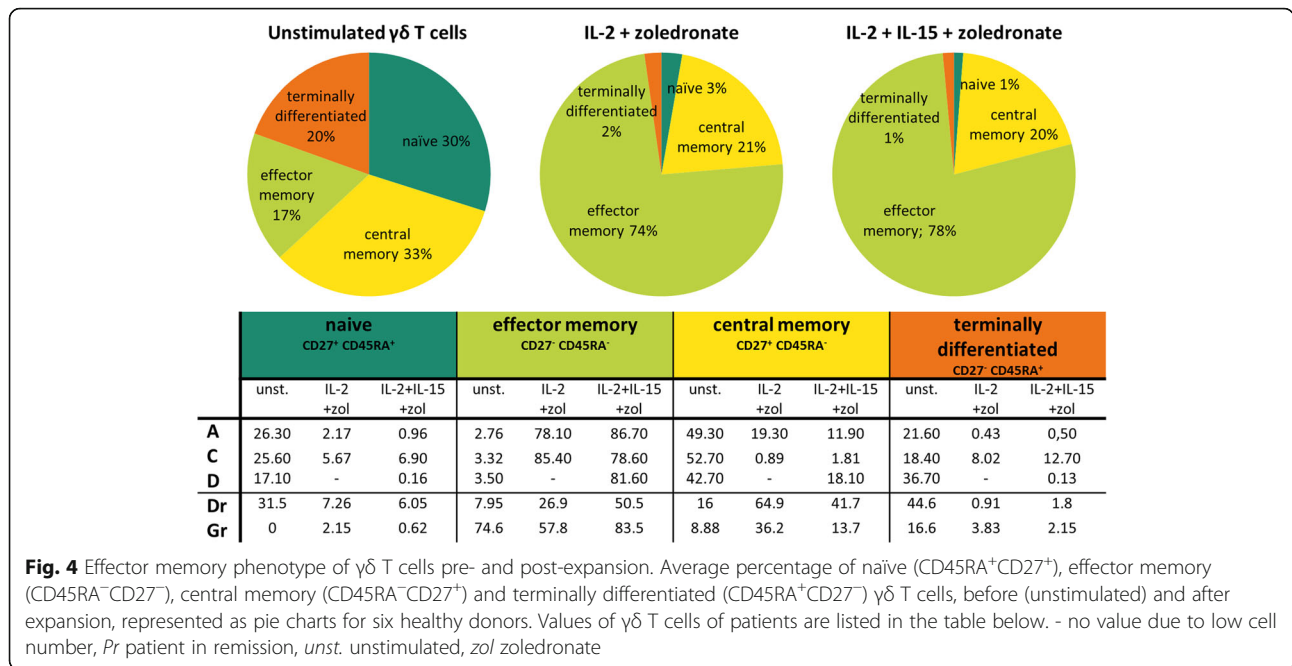 Unstimulated γδ T cells
IL-2 + zoledronate
IL-2 + IL-15 + zoledronate
terminally
differentiated
20%
naïve 30%
effector
memory
17%
central
memory 33%
terminally
differentiated
2%
naïve 3%
central
memory 21%
effector
memory 74%
terminally
differentiated
1%
naive 1%
central
memory 20%
effector
memory; 78%
naive effector memory central memory terminally
differentiated
CD27⁺ CD45RA⁺ CD27⁻ CD45RA⁻ CD27⁺ CD45RA⁻ CD27⁻ CD45RA⁺
unst. IL-2 IL-2+IL-15 unst. IL-2 IL-2+IL-15 unst. IL-2 IL-2+IL-15 unst. IL-2 IL-2+IL-15
+zol +zol +zol +zol +zol +zol +zol +zol
A 26.30 2.17 0.96 2.76 78.10 86.70 49.30 19.30 11.90 21.60 0.43 0,50
C 25.60 5.67 6.90 3.32 85.40 78.60 52.70 0.89 1.81 18.40 8.02 12.70
D 17.10 - 0.16 3.50 - 81.60 42.70 - 18.10 36.70 - 0.13
Dr 31.5 7.26 6.05 7.95 26.9 50.5 16 64.9 41.7 44.6 0.91 1.8
Gr 0 2.15 0.62 74.6 57.8 83.5 8.88 36.2 13.7 16.6 3.83 2.15
Fig. 4 Effector memory phenotype of γδ T cells pre- and post-expansion. Average percentage of naïve (CD45RA⁺CD27⁺), effector memory
(CD45RA⁻CD27⁻), central memory (CD45RA⁻CD27⁺) and terminally differentiated (CD45RA⁺CD27⁻) γδ T cells, before (unstimulated) and after
expansion, represented as pie charts for six healthy donors. Values of γδ T cells of patients are listed in the table below. - no value due to low cell
number, Pr patient in remission, unst. unstimulated, zol zoledronate